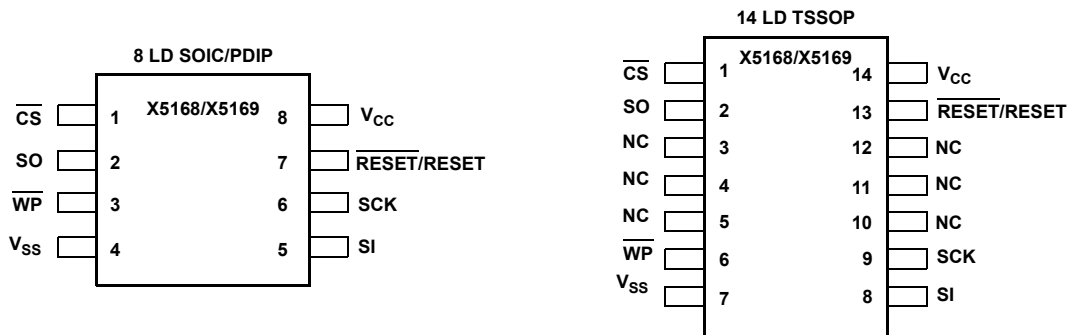 8 LD SOIC/PDIP
X5168/X5169
CS 1 8 VCC
SO 2 7 RESET/RESET
WP 3 6 SCK
VSS 4 5 SI
14 LD TSSOP
X5168/X5169
CS 1 14 VCC
SO 2 13 RESET/RESET
NC 3 12 NC
NC 4 11 NC
NC 5 10 NC
WP 6 9 SCK
VSS 7 8 SI